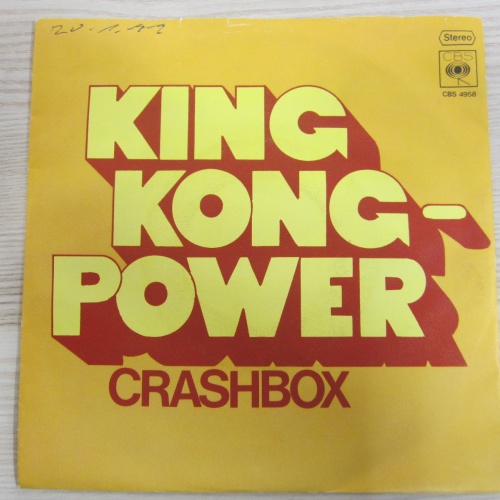 Stereo
CBS
CBS 4958
KING
KONG-
POWER
CRASHBOX